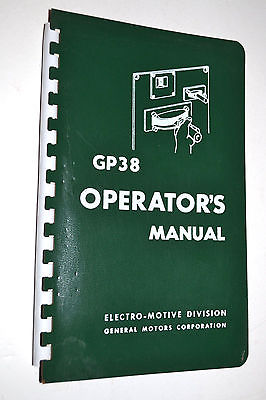 GP38
OPERATOR'S
MANUAL
ELECTRO-MOTIVE DIVISION
GENERAL MOTORS CORPORATION